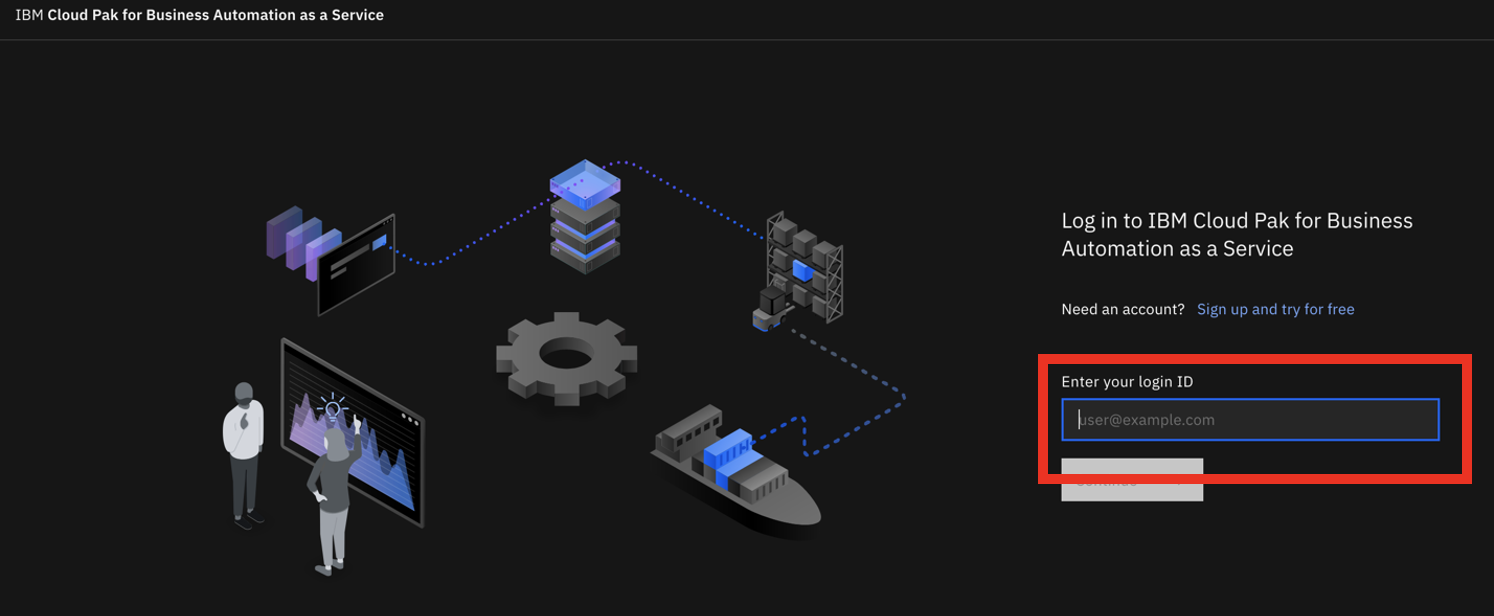 IBM Cloud Pak for Business Automation as a Service
Log in to IBM Cloud Pak for Business
Automation as a Service
Need an account? Sign up and try for free
Enter your login ID
user@example.com